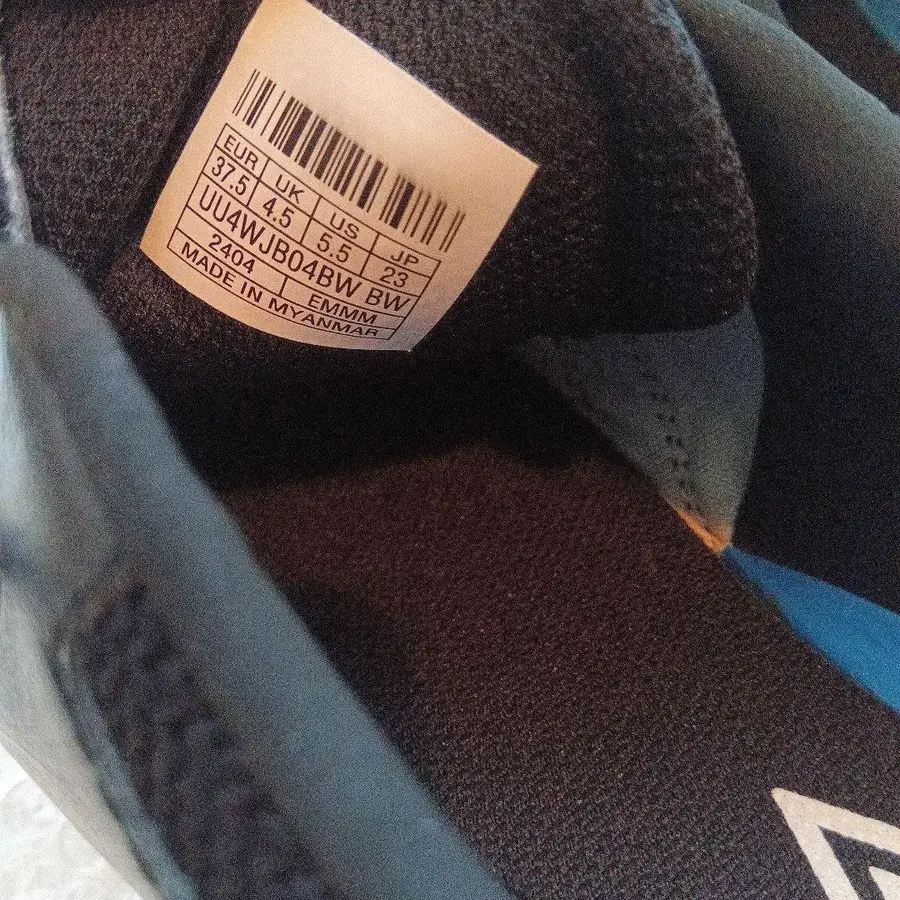 EUR UK US JP
37.5 4.5 5.5 23
UU4WJB04BW BW
2404 EMMM
MADE IN MYANMAR